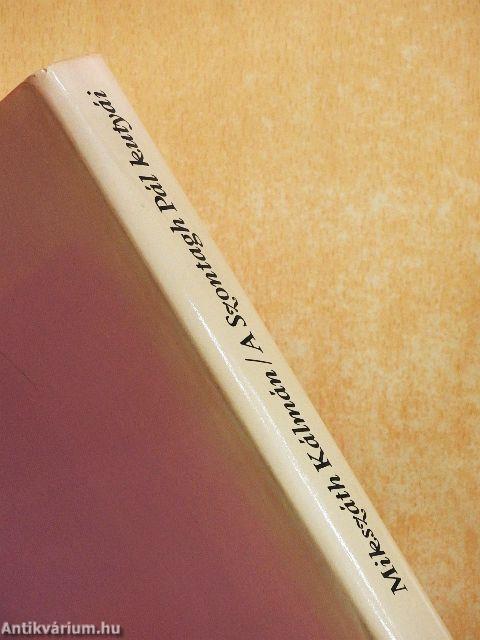 Mikszáth Kálmán / A Szontagh Pál kutyái
Antikvárium.hu